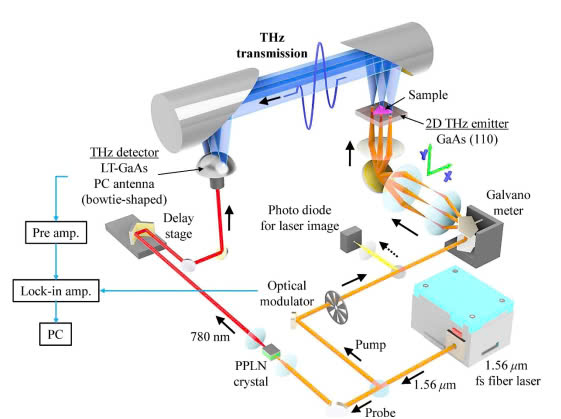 THz
transmission
Sample
2D THz emitter
GaAs (110)
THz detector
LT-GaAs
PC antenna
(bowtie-shaped)
Y
X
Galvano
meter
Photo diode
for laser image
Delay
stage
Pre amp.
Lock-in amp.
PC
Optical
modulator
780 nm
PPLN
crystal
Pump
1.56 μm
1.56 μm
fs fiber laser
Probe